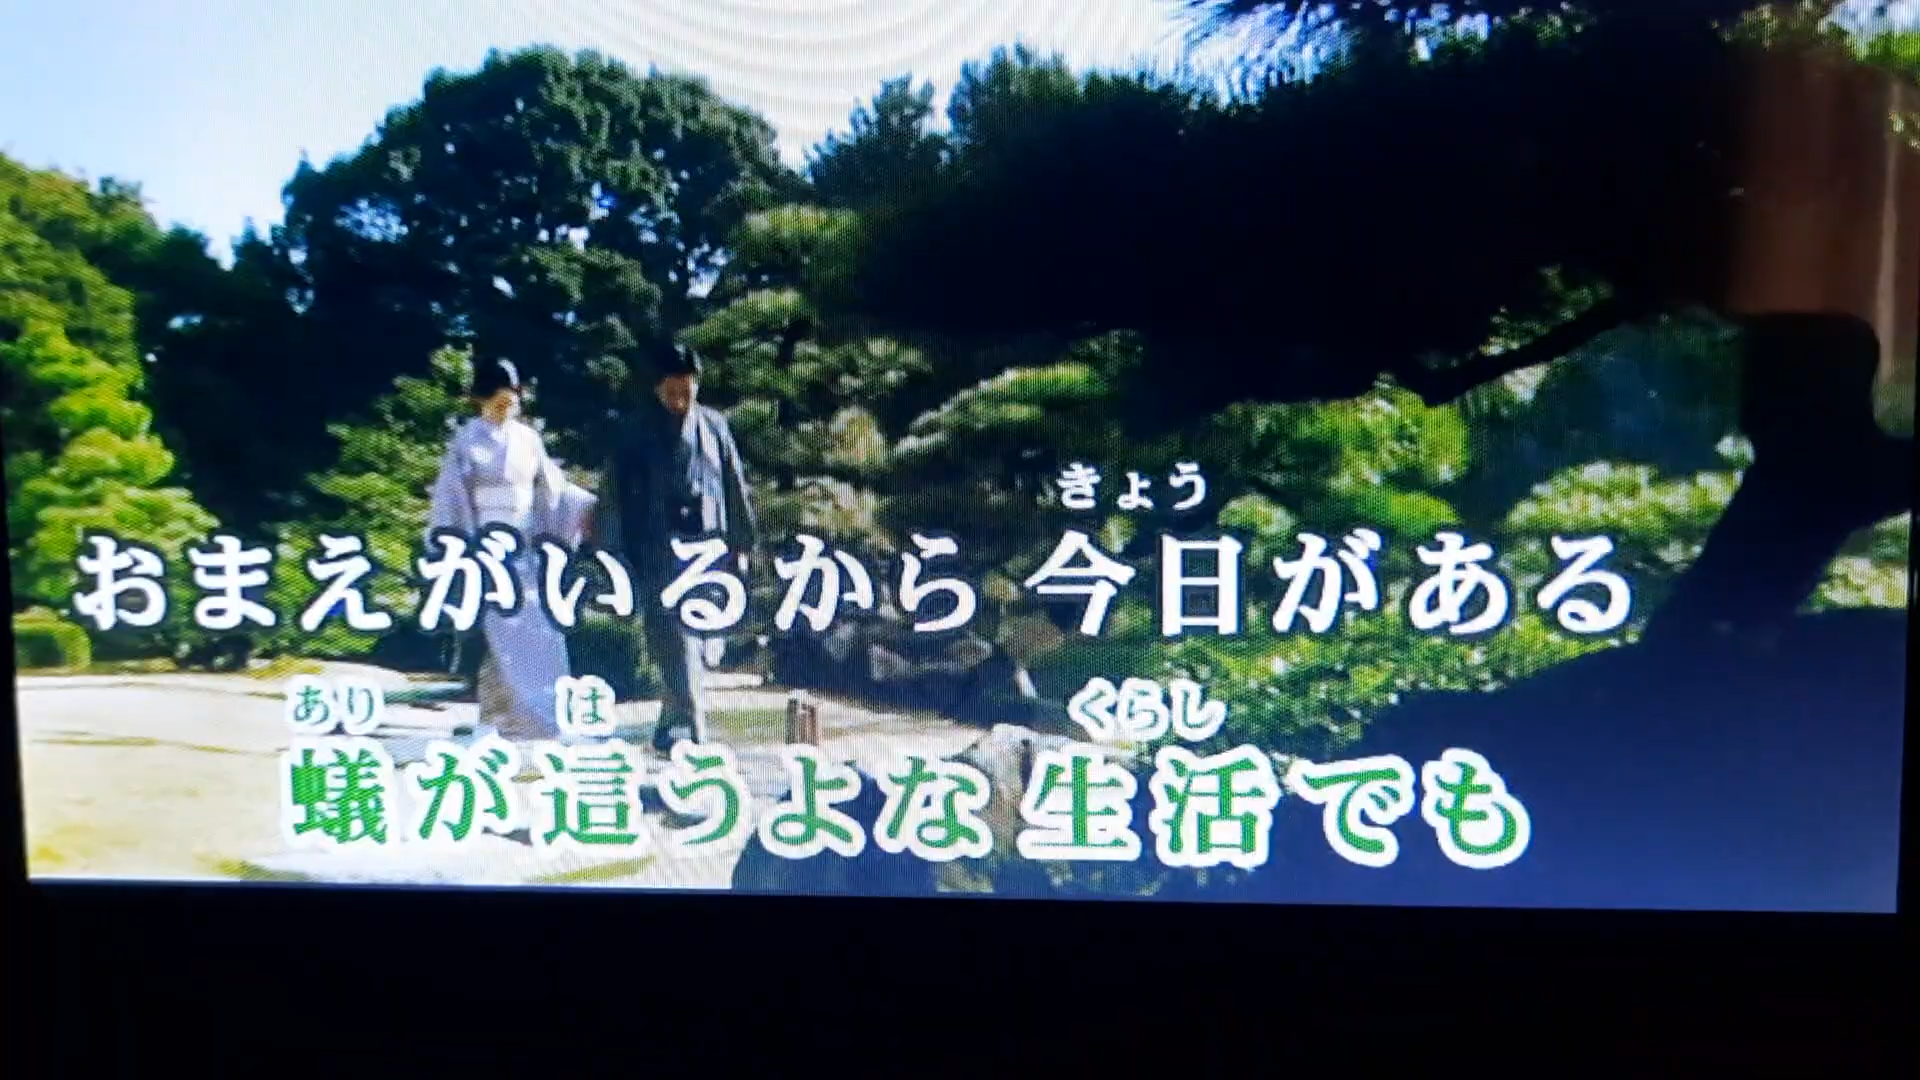 きょう
おまえがいるから 今日がある
あり は くらし
蟻が這うよな 生活でも